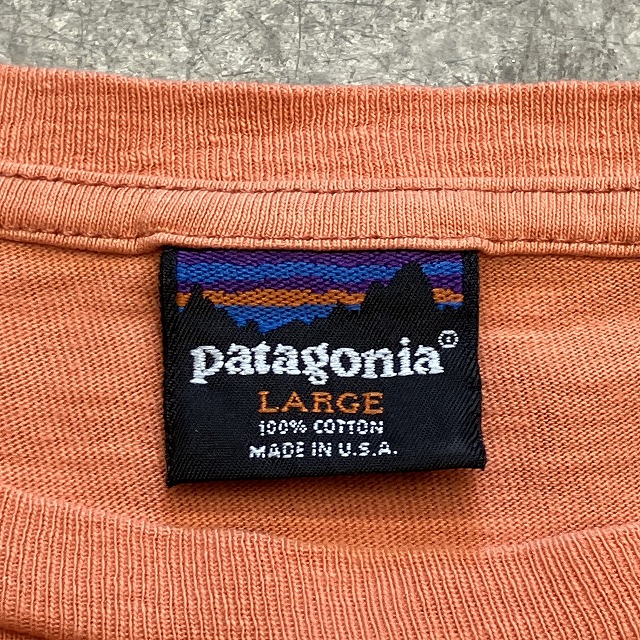 patagonia®
LARGE
100% COTTON
MADE IN U.S.A.